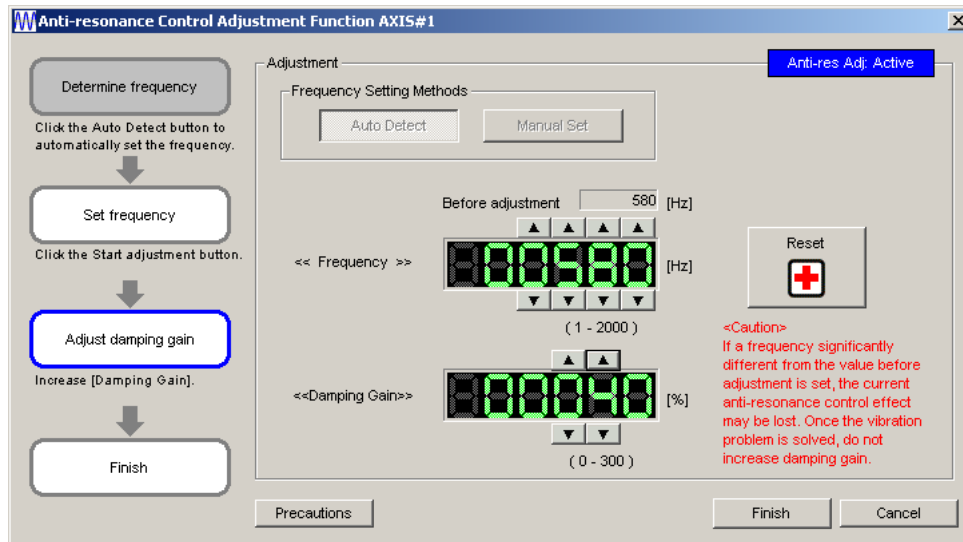 Anti-resonance Control Adjustment Function AXIS#1
Determine frequency
Click the Auto Detect button to
automatically set the frequency.
Set frequency
Click the Start adjustment button.
Adjust damping gain
Increase [Damping Gain].
Finish
Adjustment
Anti-res Adj: Active
Frequency Setting Methods
Auto Detect
Manual Set
Before adjustment 580 [Hz]
<< Frequency >> 00580 [Hz]
( 1 - 2000 )
<<Damping Gain>> 00040 [%]
( 0 - 300 )
Reset
<Caution>
If a frequency significantly
different from the value before
adjustment is set, the current
anti-resonance control effect
may be lost. Once the vibration
problem is solved, do not
increase damping gain.
Precautions
Finish
Cancel